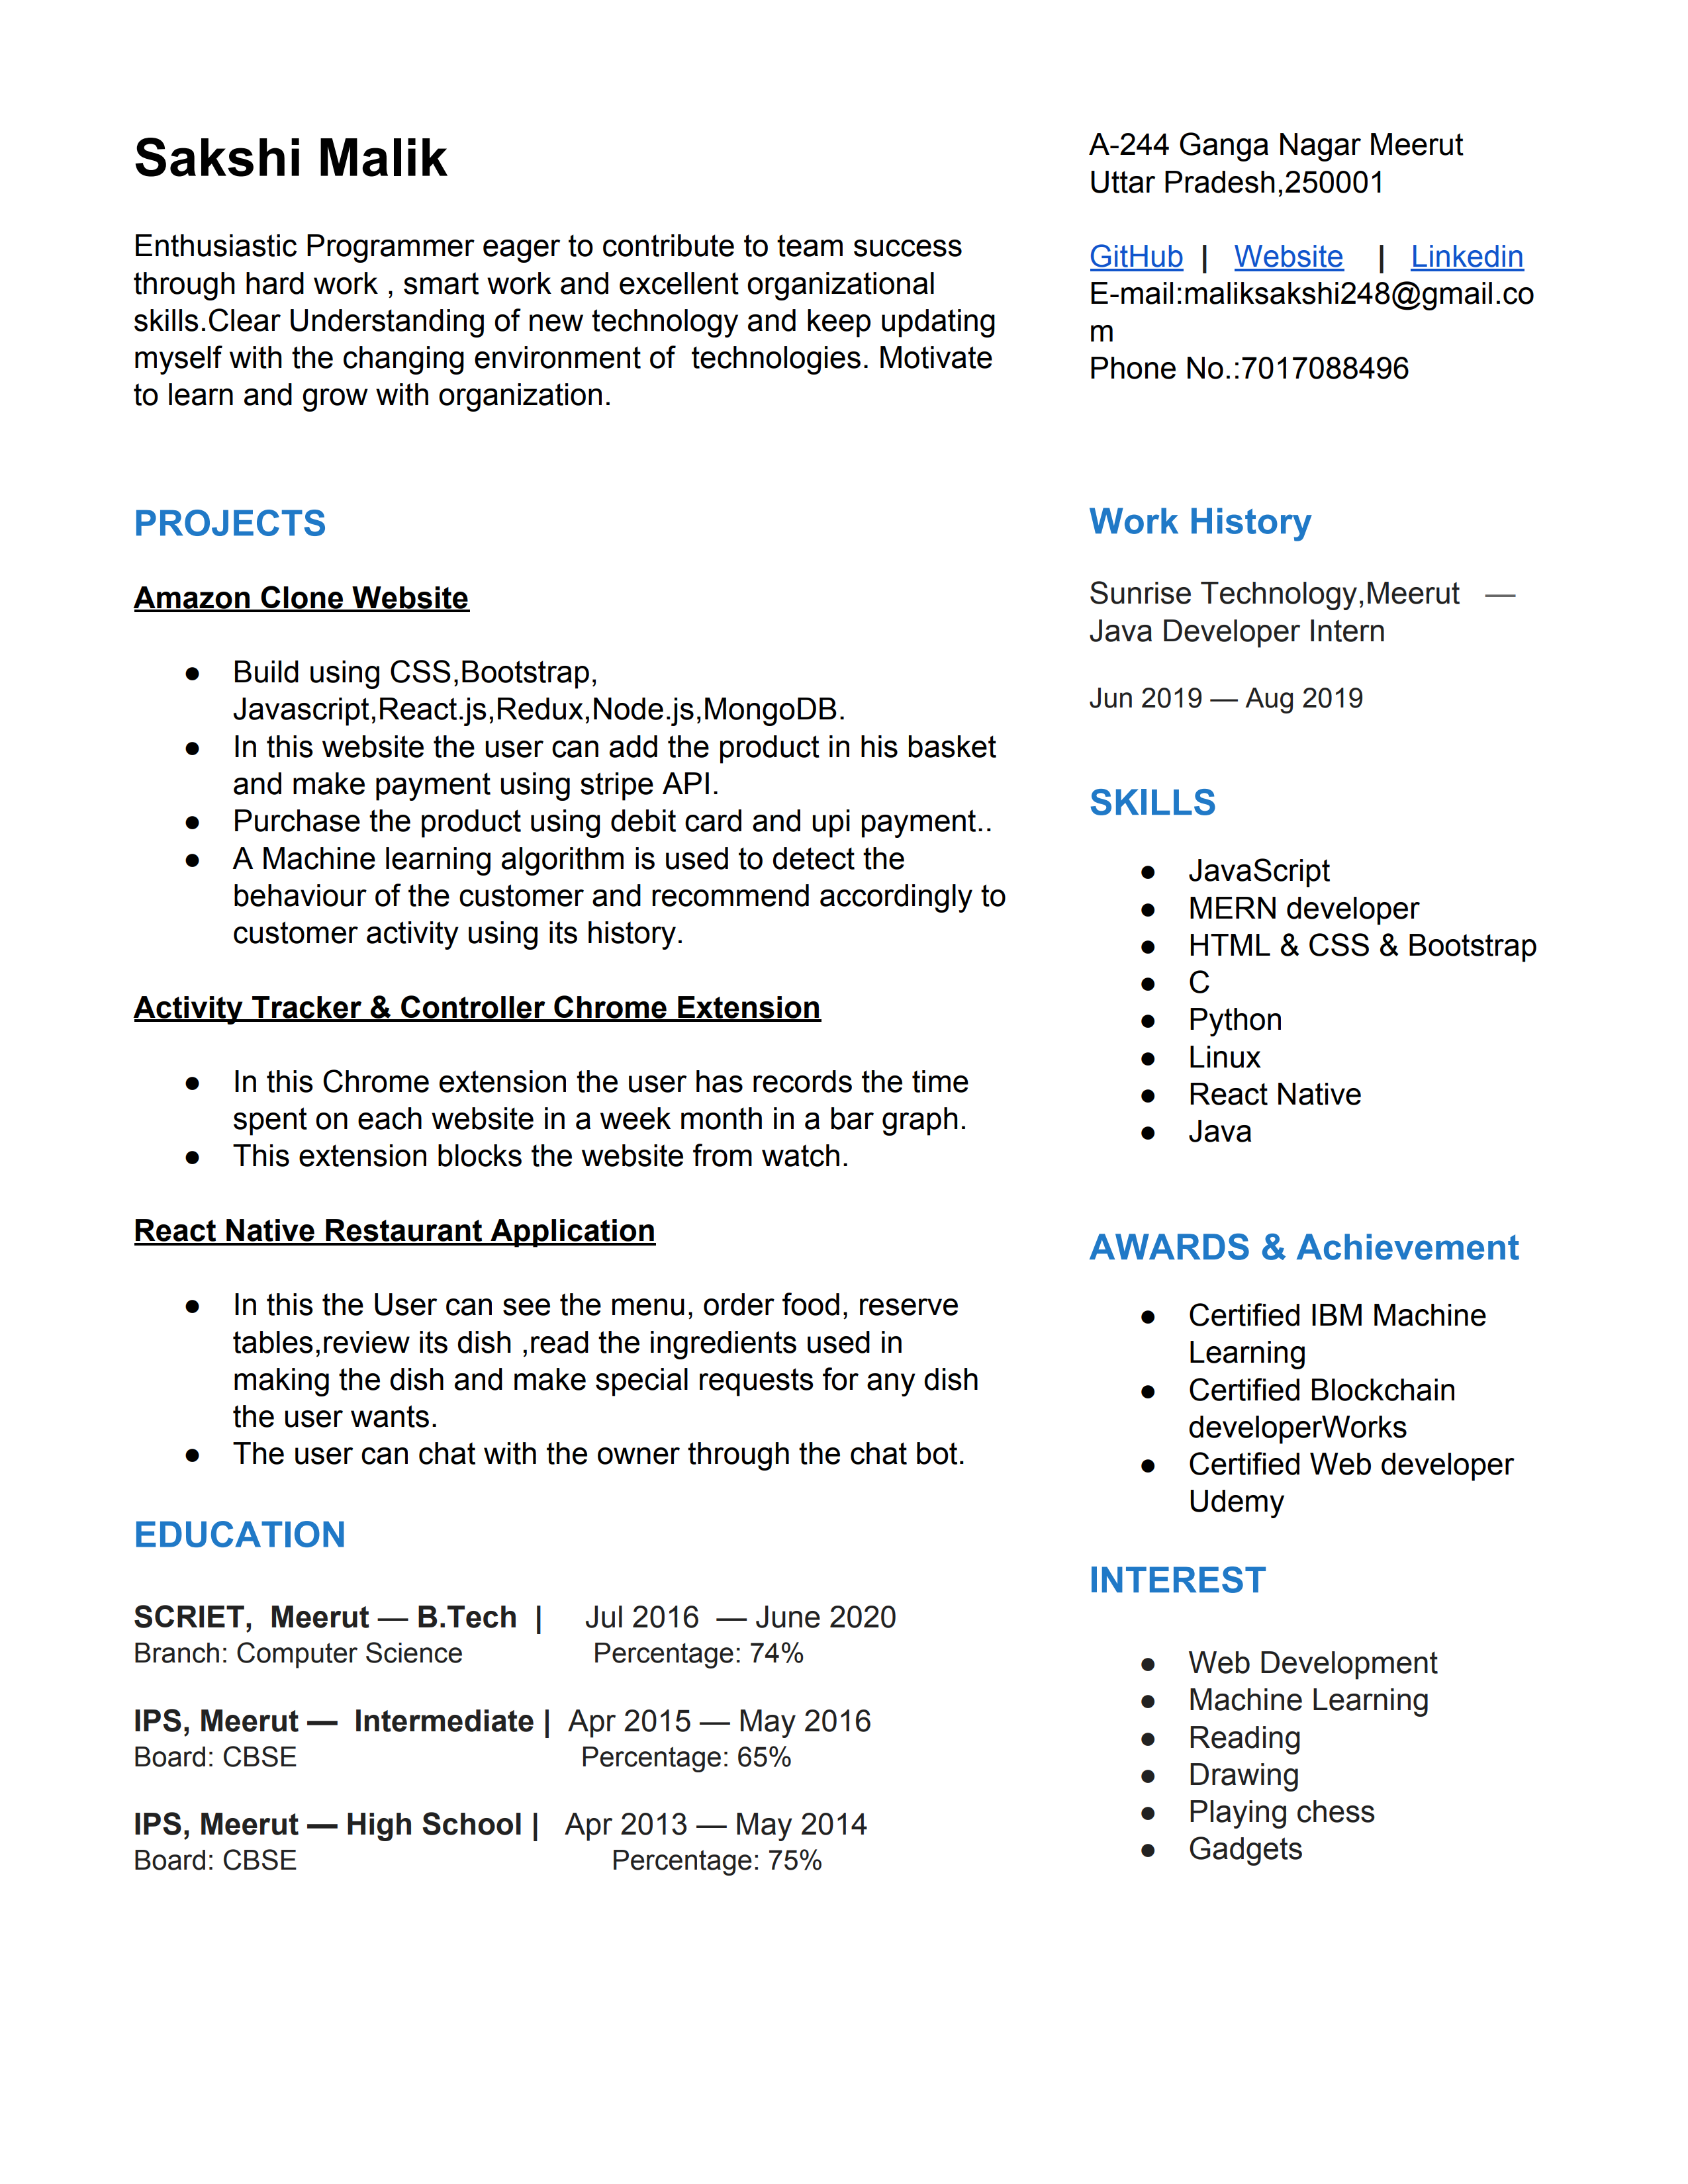 Sakshi Malik
Enthusiastic Programmer eager to contribute to team success
through hard work , smart work and excellent organizational
skills.Clear Understanding of new technology and keep updating
myself with the changing environment of  technologies. Motivate
to learn and grow with organization.
A-244 Ganga Nagar Meerut
Uttar Pradesh,250001
GitHub | Website | Linkedin
E-mail:maliksakshi248@gmail.co
m
Phone No.:7017088496
PROJECTS
Amazon Clone Website
● Build using CSS,Bootstrap,
Javascript,React.js,Redux,Node.js,MongoDB.
● In this website the user can add the product in his basket
and make payment using stripe API.
● Purchase the product using debit card and upi payment..
● A Machine learning algorithm is used to detect the
behaviour of the customer and recommend accordingly to
customer activity using its history.
Activity Tracker & Controller Chrome Extension
● In this Chrome extension the user has records the time
spent on each website in a week month in a bar graph.
● This extension blocks the website from watch.
React Native Restaurant Application
● In this the User can see the menu, order food, reserve
tables,review its dish ,read the ingredients used in
making the dish and make special requests for any dish
the user wants.
● The user can chat with the owner through the chat bot.
EDUCATION
SCRIET,  Meerut — B.Tech | Jul 2016 — June 2020
Branch: Computer Science Percentage: 74%
IPS, Meerut — Intermediate | Apr 2015 — May 2016
Board: CBSE Percentage: 65%
IPS, Meerut — High School | Apr 2013 — May 2014
Board: CBSE Percentage: 75%
Work History
Sunrise Technology,Meerut —
Java Developer Intern
Jun 2019 — Aug 2019
SKILLS
● JavaScript
● MERN developer
● HTML & CSS & Bootstrap
● C
● Python
● Linux
● React Native
● Java
AWARDS & Achievement
● Certified IBM Machine
Learning
● Certified Blockchain
developerWorks
● Certified Web developer
Udemy
INTEREST
● Web Development
● Machine Learning
● Reading
● Drawing
● Playing chess
● Gadgets